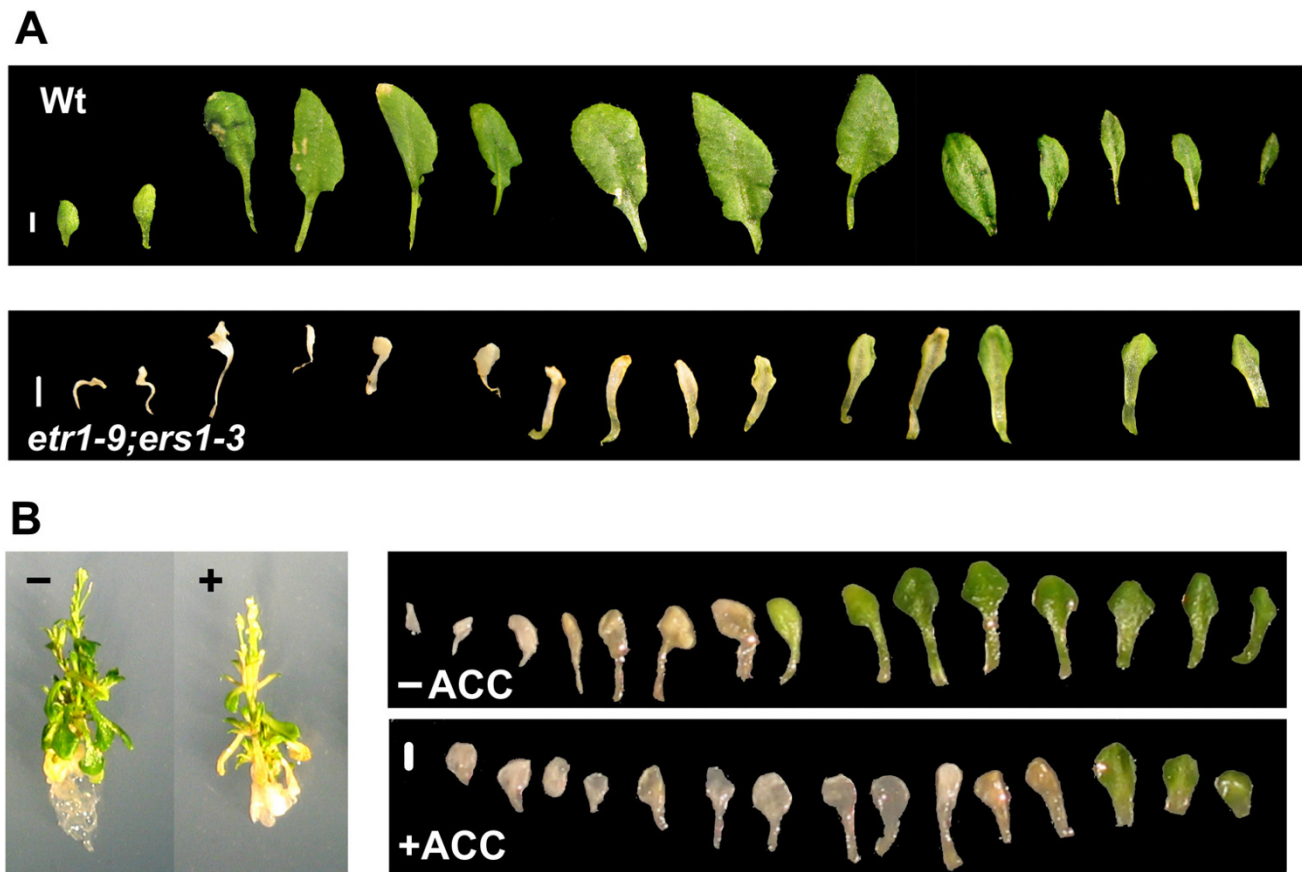 A
Wt
etr1-9;ers1-3
B
– +
– ACC
+ACC